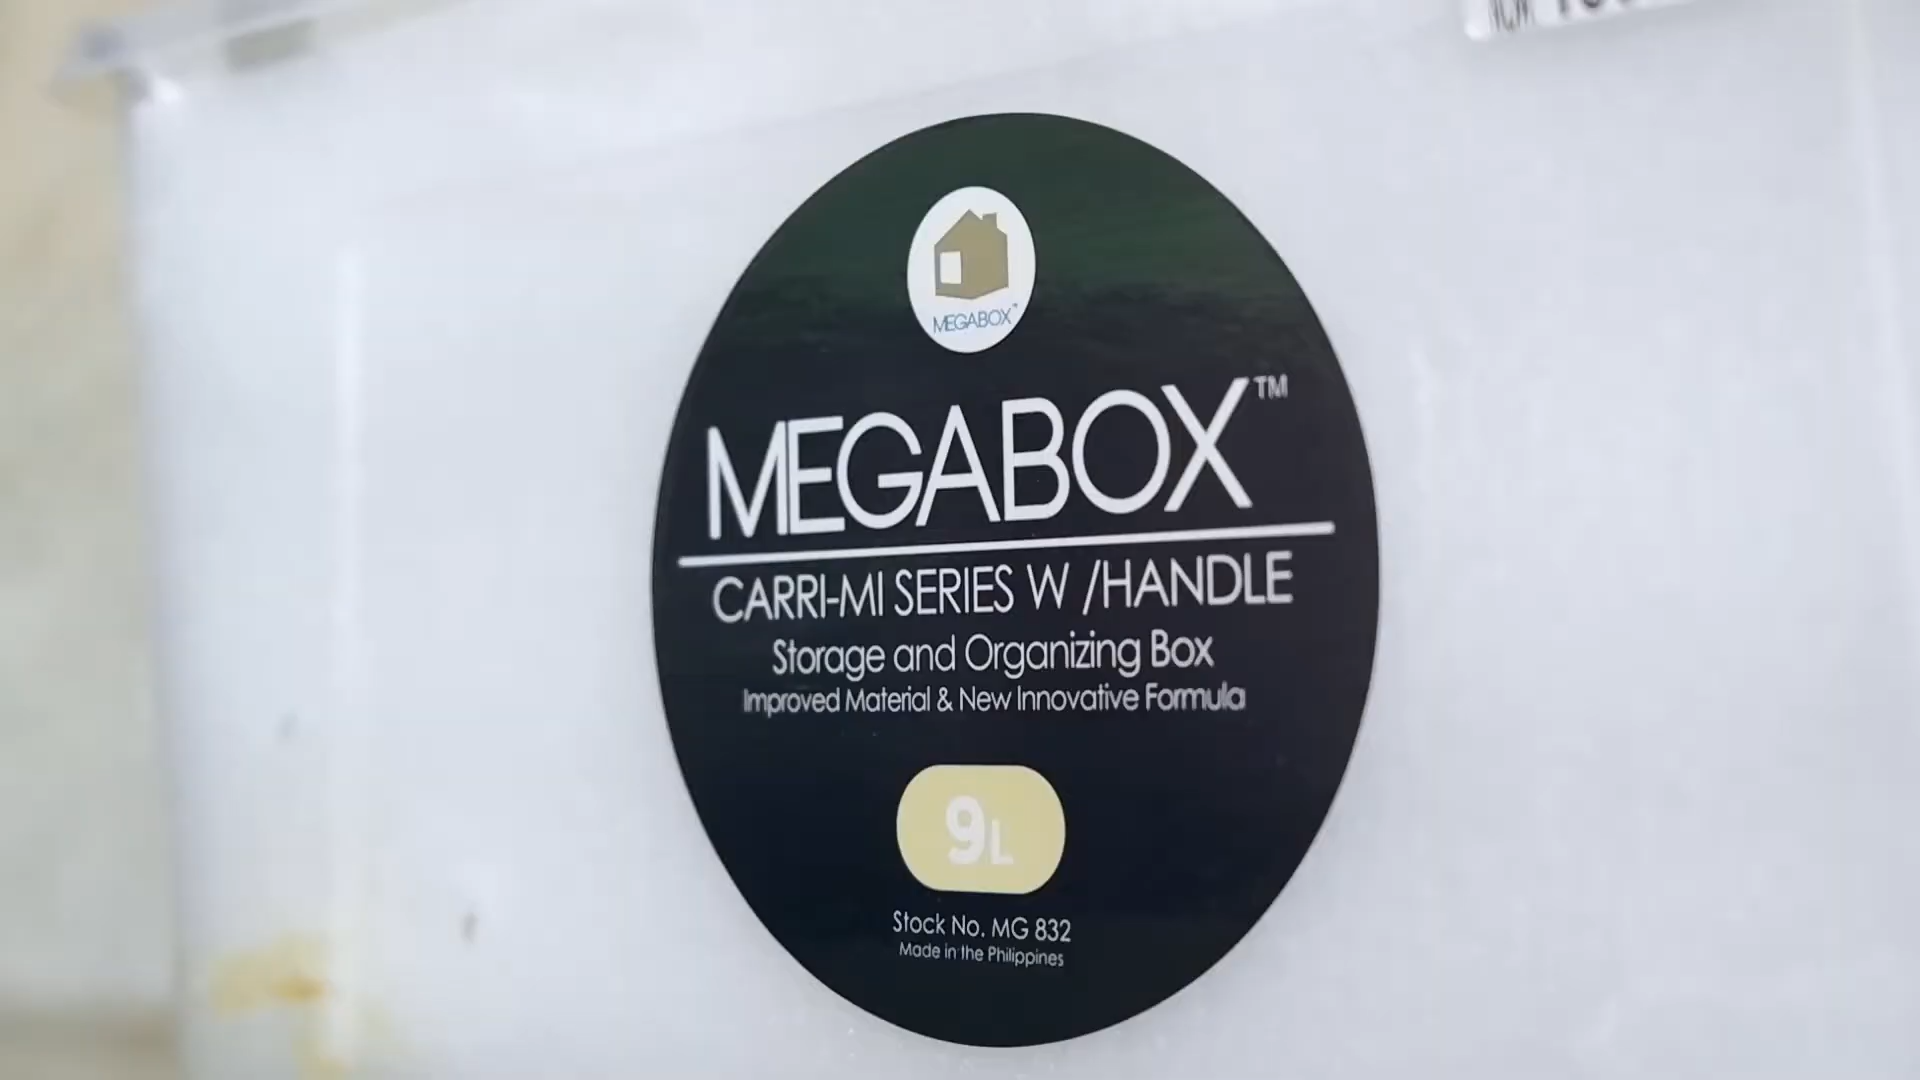 MEGABOX™
MEGABOX™
CARRI-MI SERIES W /HANDLE
Storage and Organizing Box
Improved Material & New Innovative Formula
9L
Stock No. MG 832
Made in the Philippines